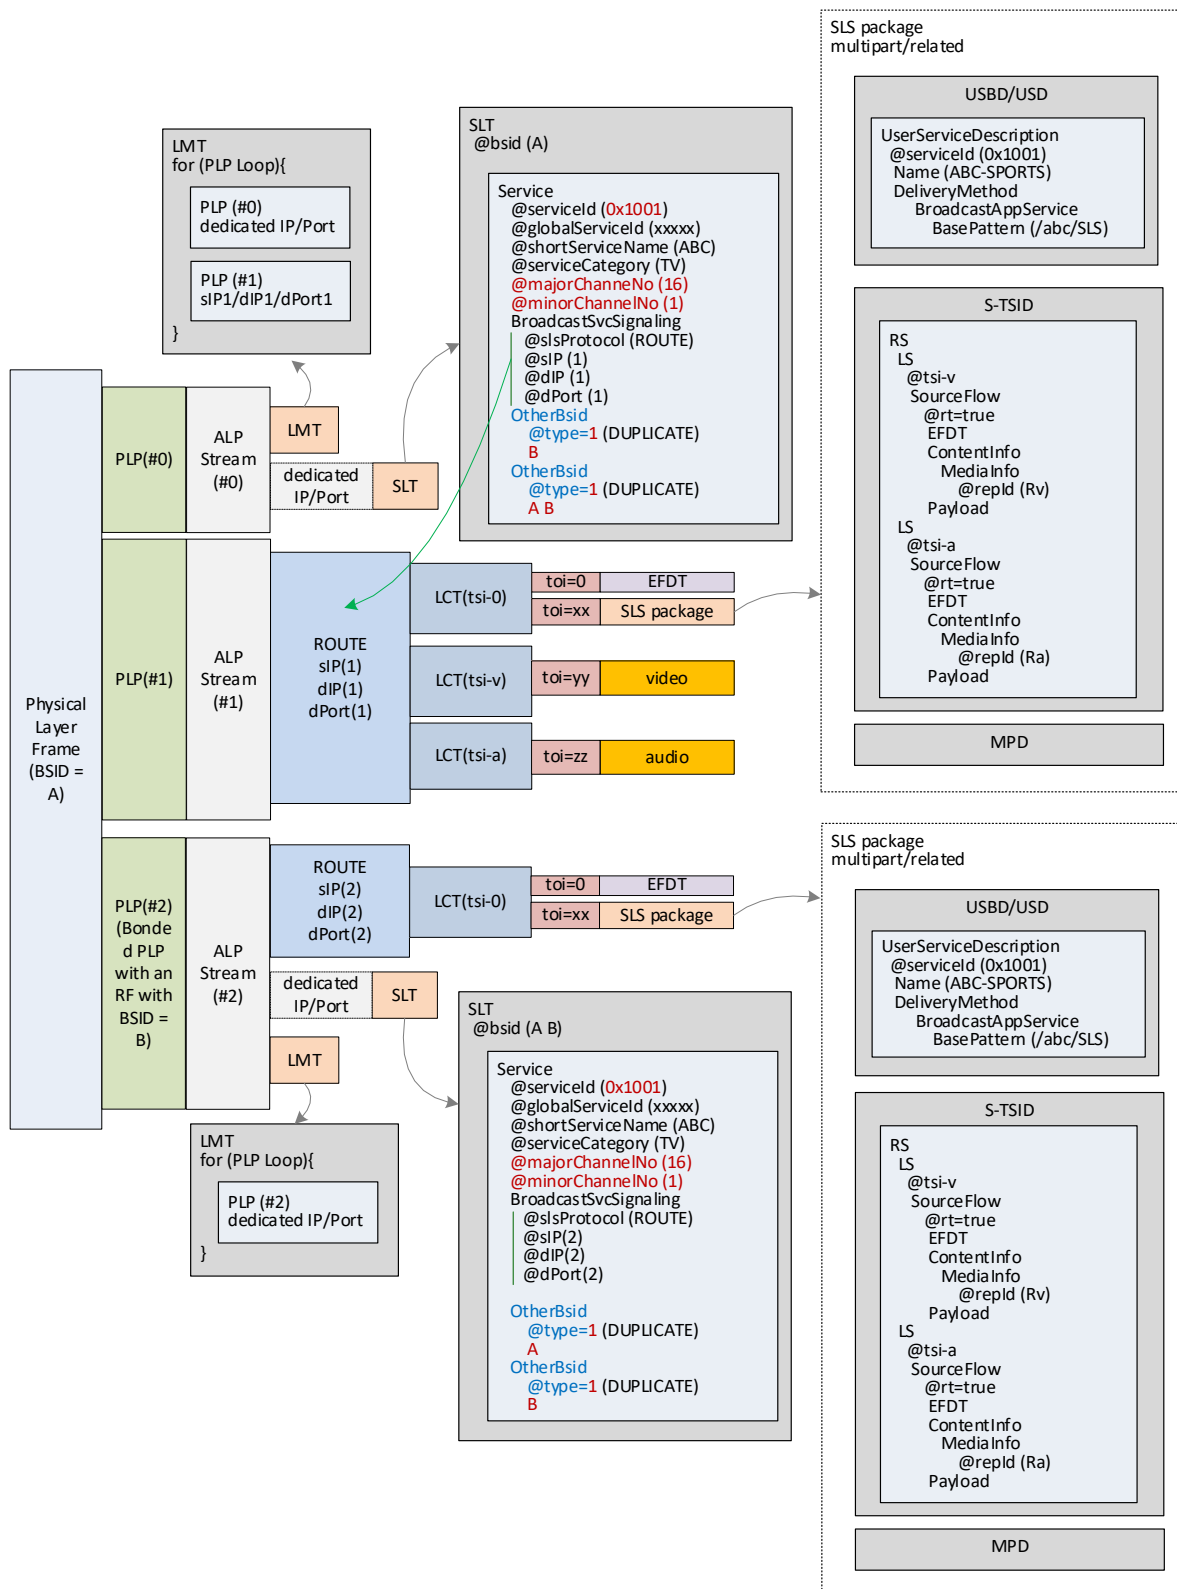 SLS package
multipart/related
USBD/USD
UserServiceDescription
@serviceId (0x1001)
Name (ABC-SPORTS)
DeliveryMethod
BroadcastAppService
BasePattern (/abc/SLS)
S-TSID
RS
LS
@tsi-v
SourceFlow
@rt=true
EFDT
ContentInfo
MediaInfo
@repId (Rv)
Payload
LS
@tsi-a
SourceFlow
@rt=true
EFDT
ContentInfo
MediaInfo
@repId (Ra)
Payload
MPD
LMT
for (PLP Loop){
PLP (#0)
dedicated IP/Port
PLP (#1)
sIP1/dIP1/dPort1
}
SLT
@bsid (A)
Service
@serviceId (0x1001)
@globalServiceId (xxxxx)
@shortServiceName (ABC)
@serviceCategory (TV)
@majorChanneNo (16)
@minorChannelNo (1)
BroadcastSvcSignaling
@slsProtocol (ROUTE)
@sIP (1)
@dIP (1)
@dPort (1)
OtherBsid
@type=1 (DUPLICATE)
B
OtherBsid
@type=1 (DUPLICATE)
A B
Physical
Layer
Frame
(BSID =
A)
PLP(#0)
ALP
Stream
(#0)
LMT
dedicated
IP/Port
SLT
PLP(#1)
ALP
Stream
(#1)
ROUTE
sIP(1)
dIP(1)
dPort(1)
LCT(tsi-0)
toi=0
EFDT
toi=xx
SLS package
LCT(tsi-v)
toi=yy
video
LCT(tsi-a)
toi=zz
audio
PLP(#2)
(Bonde
d PLP
with an
RF with
BSID =
B)
ALP
Stream
(#2)
ROUTE
sIP(2)
dIP(2)
dPort(2)
LCT(tsi-0)
toi=0
EFDT
toi=xx
SLS package
dedicated
IP/Port
SLT
LMT
LMT
for (PLP Loop){
PLP (#2)
dedicated IP/Port
}
SLT
@bsid (A B)
Service
@serviceId (0x1001)
@globalServiceId (xxxxx)
@shortServiceName (ABC)
@serviceCategory (TV)
@majorChannelNo (16)
@minorChannelNo (1)
BroadcastSvcSignaling
@slsProtocol (ROUTE)
@sIP(2)
@dIP(2)
@dPort(2)
OtherBsid
@type=1 (DUPLICATE)
A
OtherBsid
@type=1 (DUPLICATE)
B
SLS package
multipart/related
USBD/USD
UserServiceDescription
@serviceId (0x1001)
Name (ABC-SPORTS)
DeliveryMethod
BroadcastAppService
BasePattern (/abc/SLS)
S-TSID
RS
LS
@tsi-v
SourceFlow
@rt=true
EFDT
ContentInfo
MediaInfo
@repId (Rv)
Payload
LS
@tsi-a
SourceFlow
@rt=true
EFDT
ContentInfo
MediaInfo
@repId (Ra)
Payload
MPD